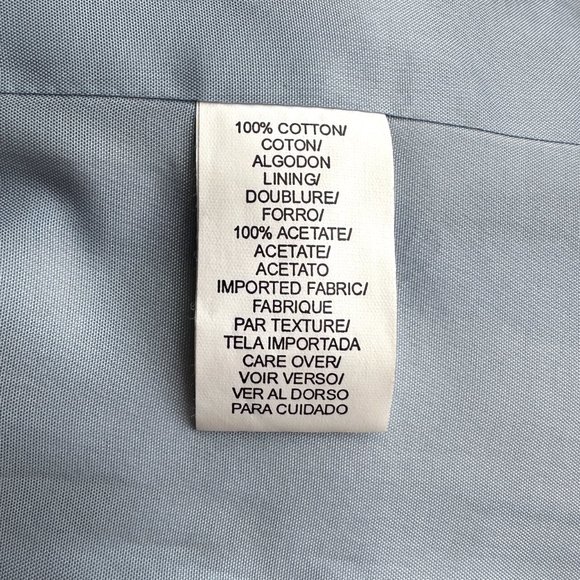 100% COTTON/
COTON/
ALGODON
LINING/
DOUBLURE/
FORRO/
100% ACETATE/
ACETATE/
ACETATO
IMPORTED FABRIC/
FABRIQUE
PAR TEXTURE/
TELA IMPORTADA
CARE OVER/
VOIR VERSO/
VER AL DORSO
PARA CUIDADO